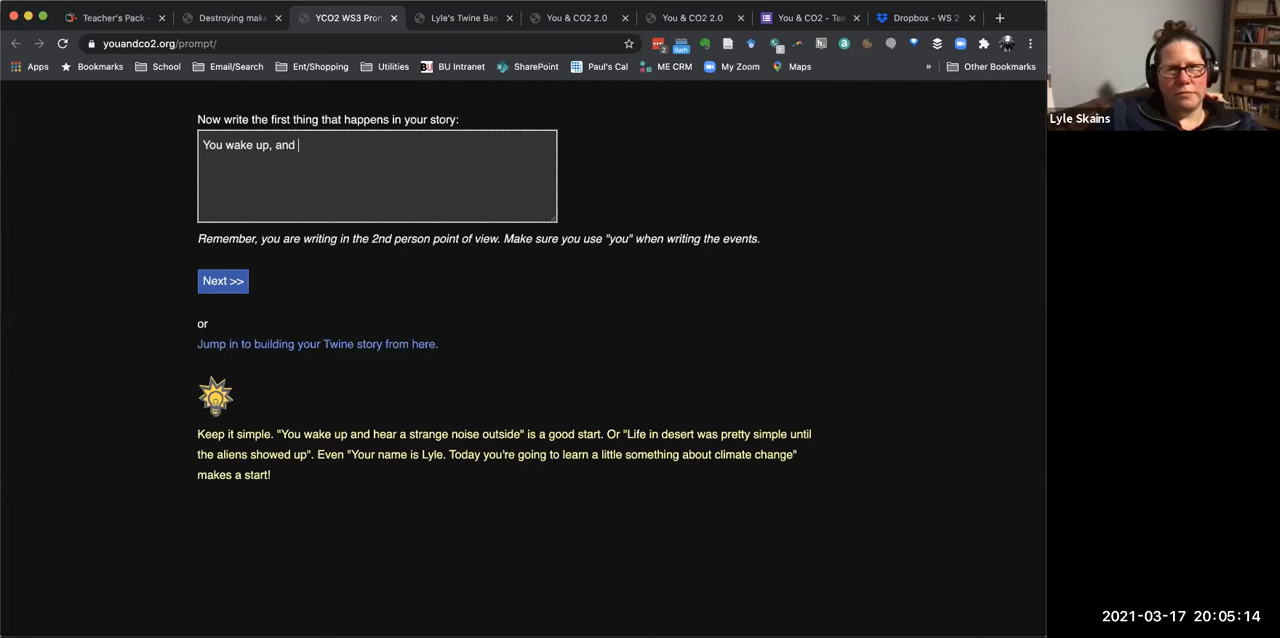 Teacher's Pack -
Destroying make
YCO2 WS3 Pron
Lyle's Twine Bas
You & CO2 2.0
You & CO2 2.0
You & CO2 - Tea
Dropbox - WS 2
youandco2.org/prompt/
2
9am
Apps
Bookmarks
School
Email/Search
Ent/Shopping
Utilities
BU Intranet
SharePoint
Paul's Cal
ME CRM
My Zoom
Maps
»
Other Bookmarks
Now write the first thing that happens in your story:
You wake up, and
Remember, you are writing in the 2nd person point of view. Make sure you use "you" when writing the events.
Next >>
or
Jump in to building your Twine story from here.
Keep it simple. "You wake up and hear a strange noise outside" is a good start. Or "Life in desert was pretty simple until
the aliens showed up". Even "Your name is Lyle. Today you're going to learn a little something about climate change"
makes a start!
Lyle Skains
2021-03-17 20:05:14